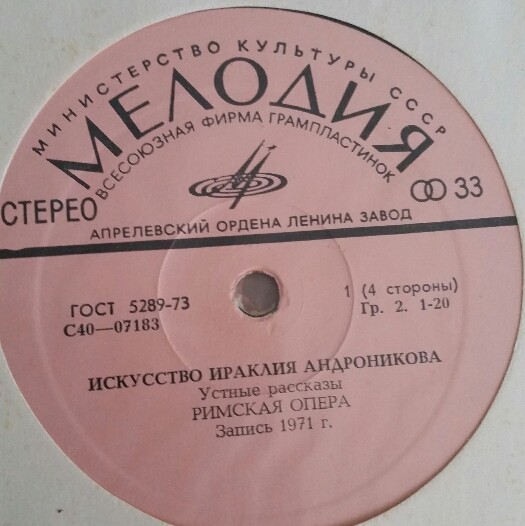 МИНИСТЕРСТВО КУЛЬТУРЫ СССР
МЕЛОДИЯ
ВСЕСОЮЗНАЯ ФИРМА ГРАМПЛАСТИНОК
СТЕРЕО
33
АПРЕЛЕВСКИЙ ОРДЕНА ЛЕНИНА ЗАВОД
ГОСТ 5289-73
1 (4 стороны)
С40—07183
Гр. 2. 1-20
ИСКУССТВО ИРАКЛИЯ АНДРОНИКОВА
Устные рассказы
РИМСКАЯ ОПЕРА
Запись 1971 г.